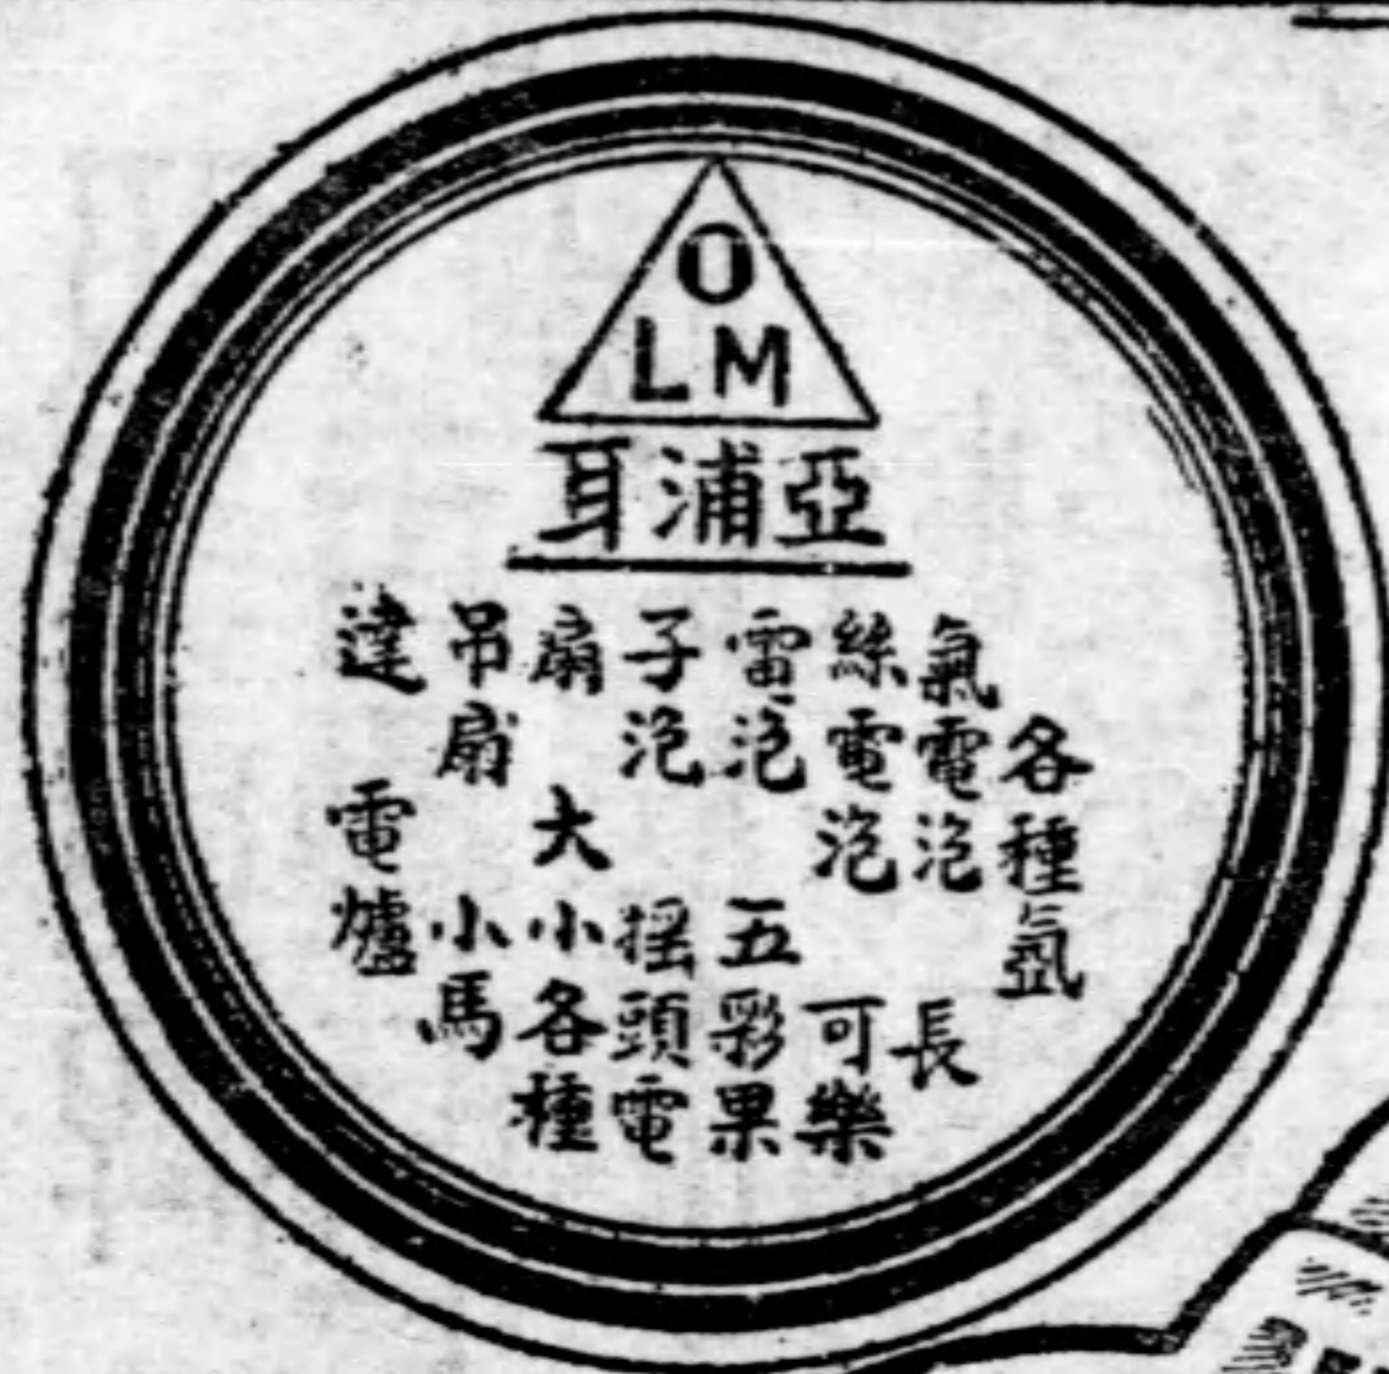 O
LM
亞浦耳
各種氬
氣電泡 長
絲電泡 可樂
雷泡 五彩果
子泡 搖頭電
扇 大小各種
吊扇 小馬
達 電爐